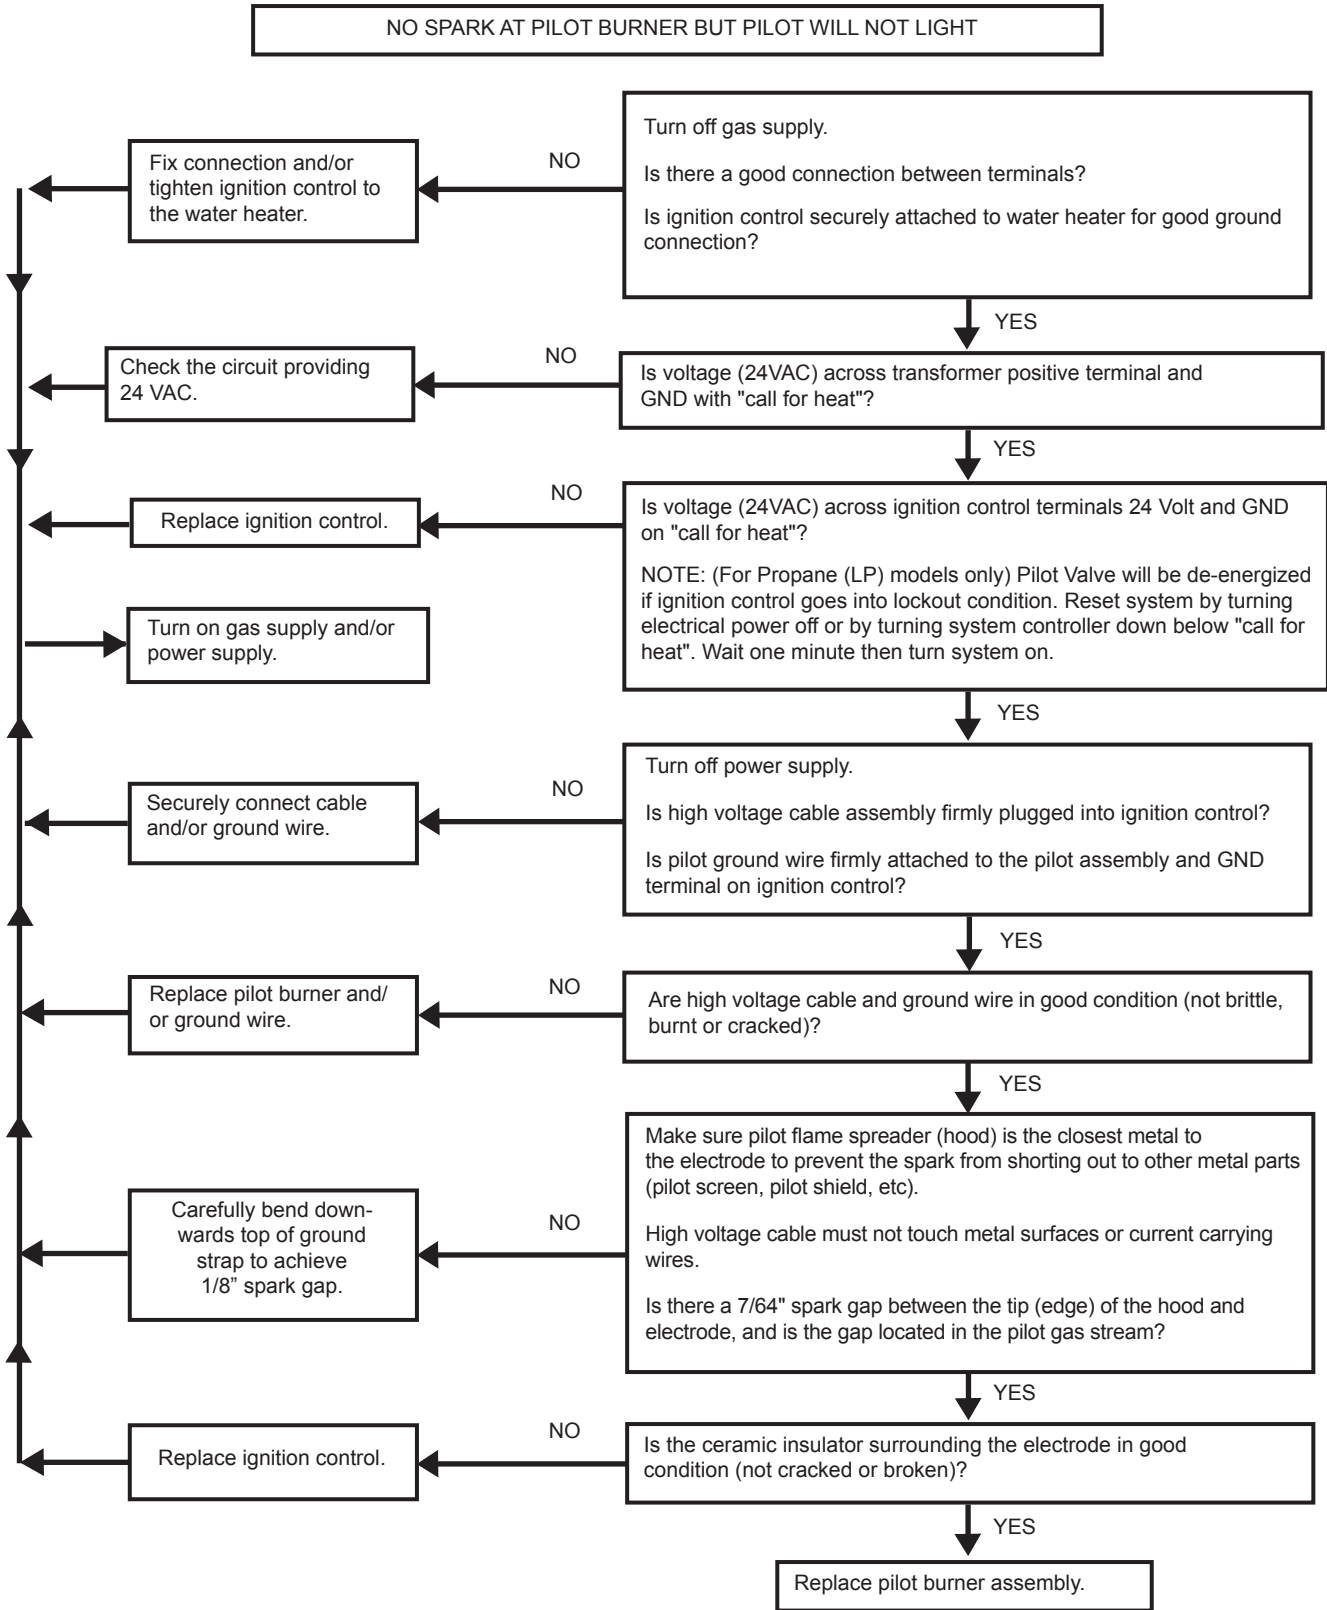 NO SPARK AT PILOT BURNER BUT PILOT WILL NOT LIGHT
Turn off gas supply.
Is there a good connection between terminals?
Is ignition control securely attached to water heater for good ground
connection?
NO
Fix connection and/or
tighten ignition control to
the water heater.
YES
Is voltage (24VAC) across transformer positive terminal and
GND with "call for heat"?
NO
Check the circuit providing
24 VAC.
YES
Is voltage (24VAC) across ignition control terminals 24 Volt and GND
on "call for heat"?
NOTE: (For Propane (LP) models only) Pilot Valve will be de-energized
if ignition control goes into lockout condition. Reset system by turning
electrical power off or by turning system controller down below "call for
heat". Wait one minute then turn system on.
NO
Replace ignition control.
Turn on gas supply and/or
power supply.
YES
Turn off power supply.
Is high voltage cable assembly firmly plugged into ignition control?
Is pilot ground wire firmly attached to the pilot assembly and GND
terminal on ignition control?
NO
Securely connect cable
and/or ground wire.
YES
Are high voltage cable and ground wire in good condition (not brittle,
burnt or cracked)?
NO
Replace pilot burner and/
or ground wire.
YES
Make sure pilot flame spreader (hood) is the closest metal to
the electrode to prevent the spark from shorting out to other metal parts
(pilot screen, pilot shield, etc).
High voltage cable must not touch metal surfaces or current carrying
wires.
Is there a 7/64" spark gap between the tip (edge) of the hood and
electrode, and is the gap located in the pilot gas stream?
NO
Carefully bend down-
wards top of ground
strap to achieve
1/8” spark gap.
YES
Is the ceramic insulator surrounding the electrode in good
condition (not cracked or broken)?
NO
Replace ignition control.
YES
Replace pilot burner assembly.